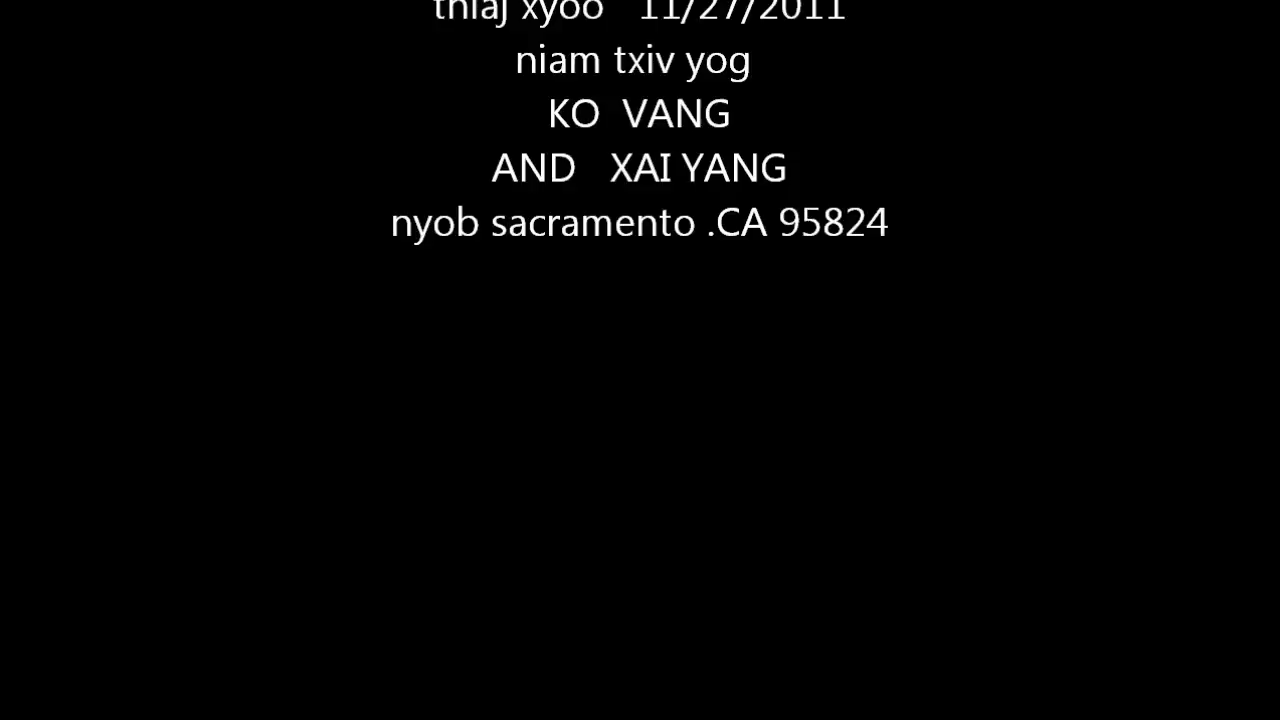 thiaj xyoo 11/27/2011
niam txiv yog
KO VANG
AND XAI YANG
nyob sacramento .CA 95824